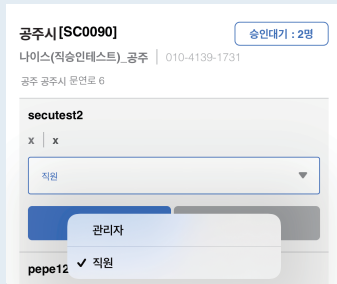 공주시 [SC0090]
승인대기 : 2명
나이스(직승인테스트)_공주 010-4139-1731
공주 공주시 문연로 6
secutest2
x x
직원
관리자
✓ 직원
pepe12